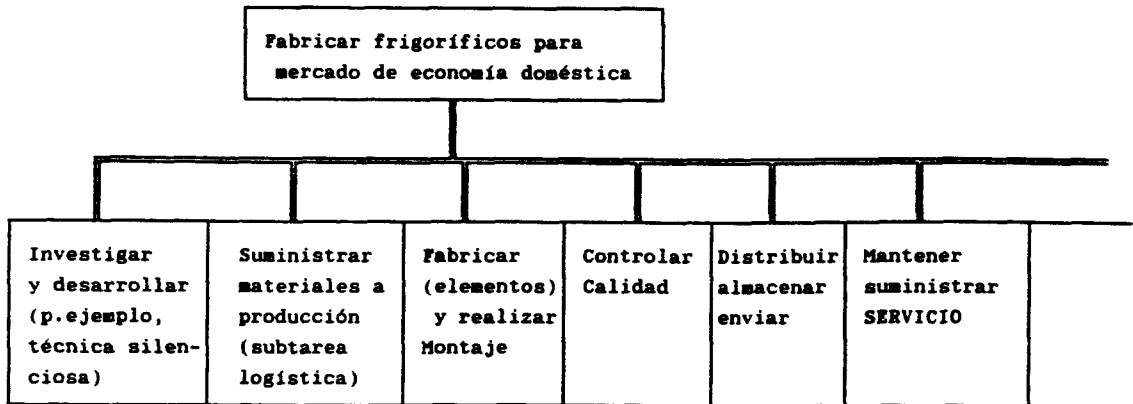 Fabricar frigoríficos para
mercado de economía doméstica
Investigar
y desarrollar
(p.ejemplo,
técnica silen-
ciosa)
Suministrar
materiales a
producción
(subtarea
logística)
Fabricar
(elementos)
y realizar
Montaje
Controlar
Calidad
Distribuir
almacenar
enviar
Mantener
suministrar
SERVICIO